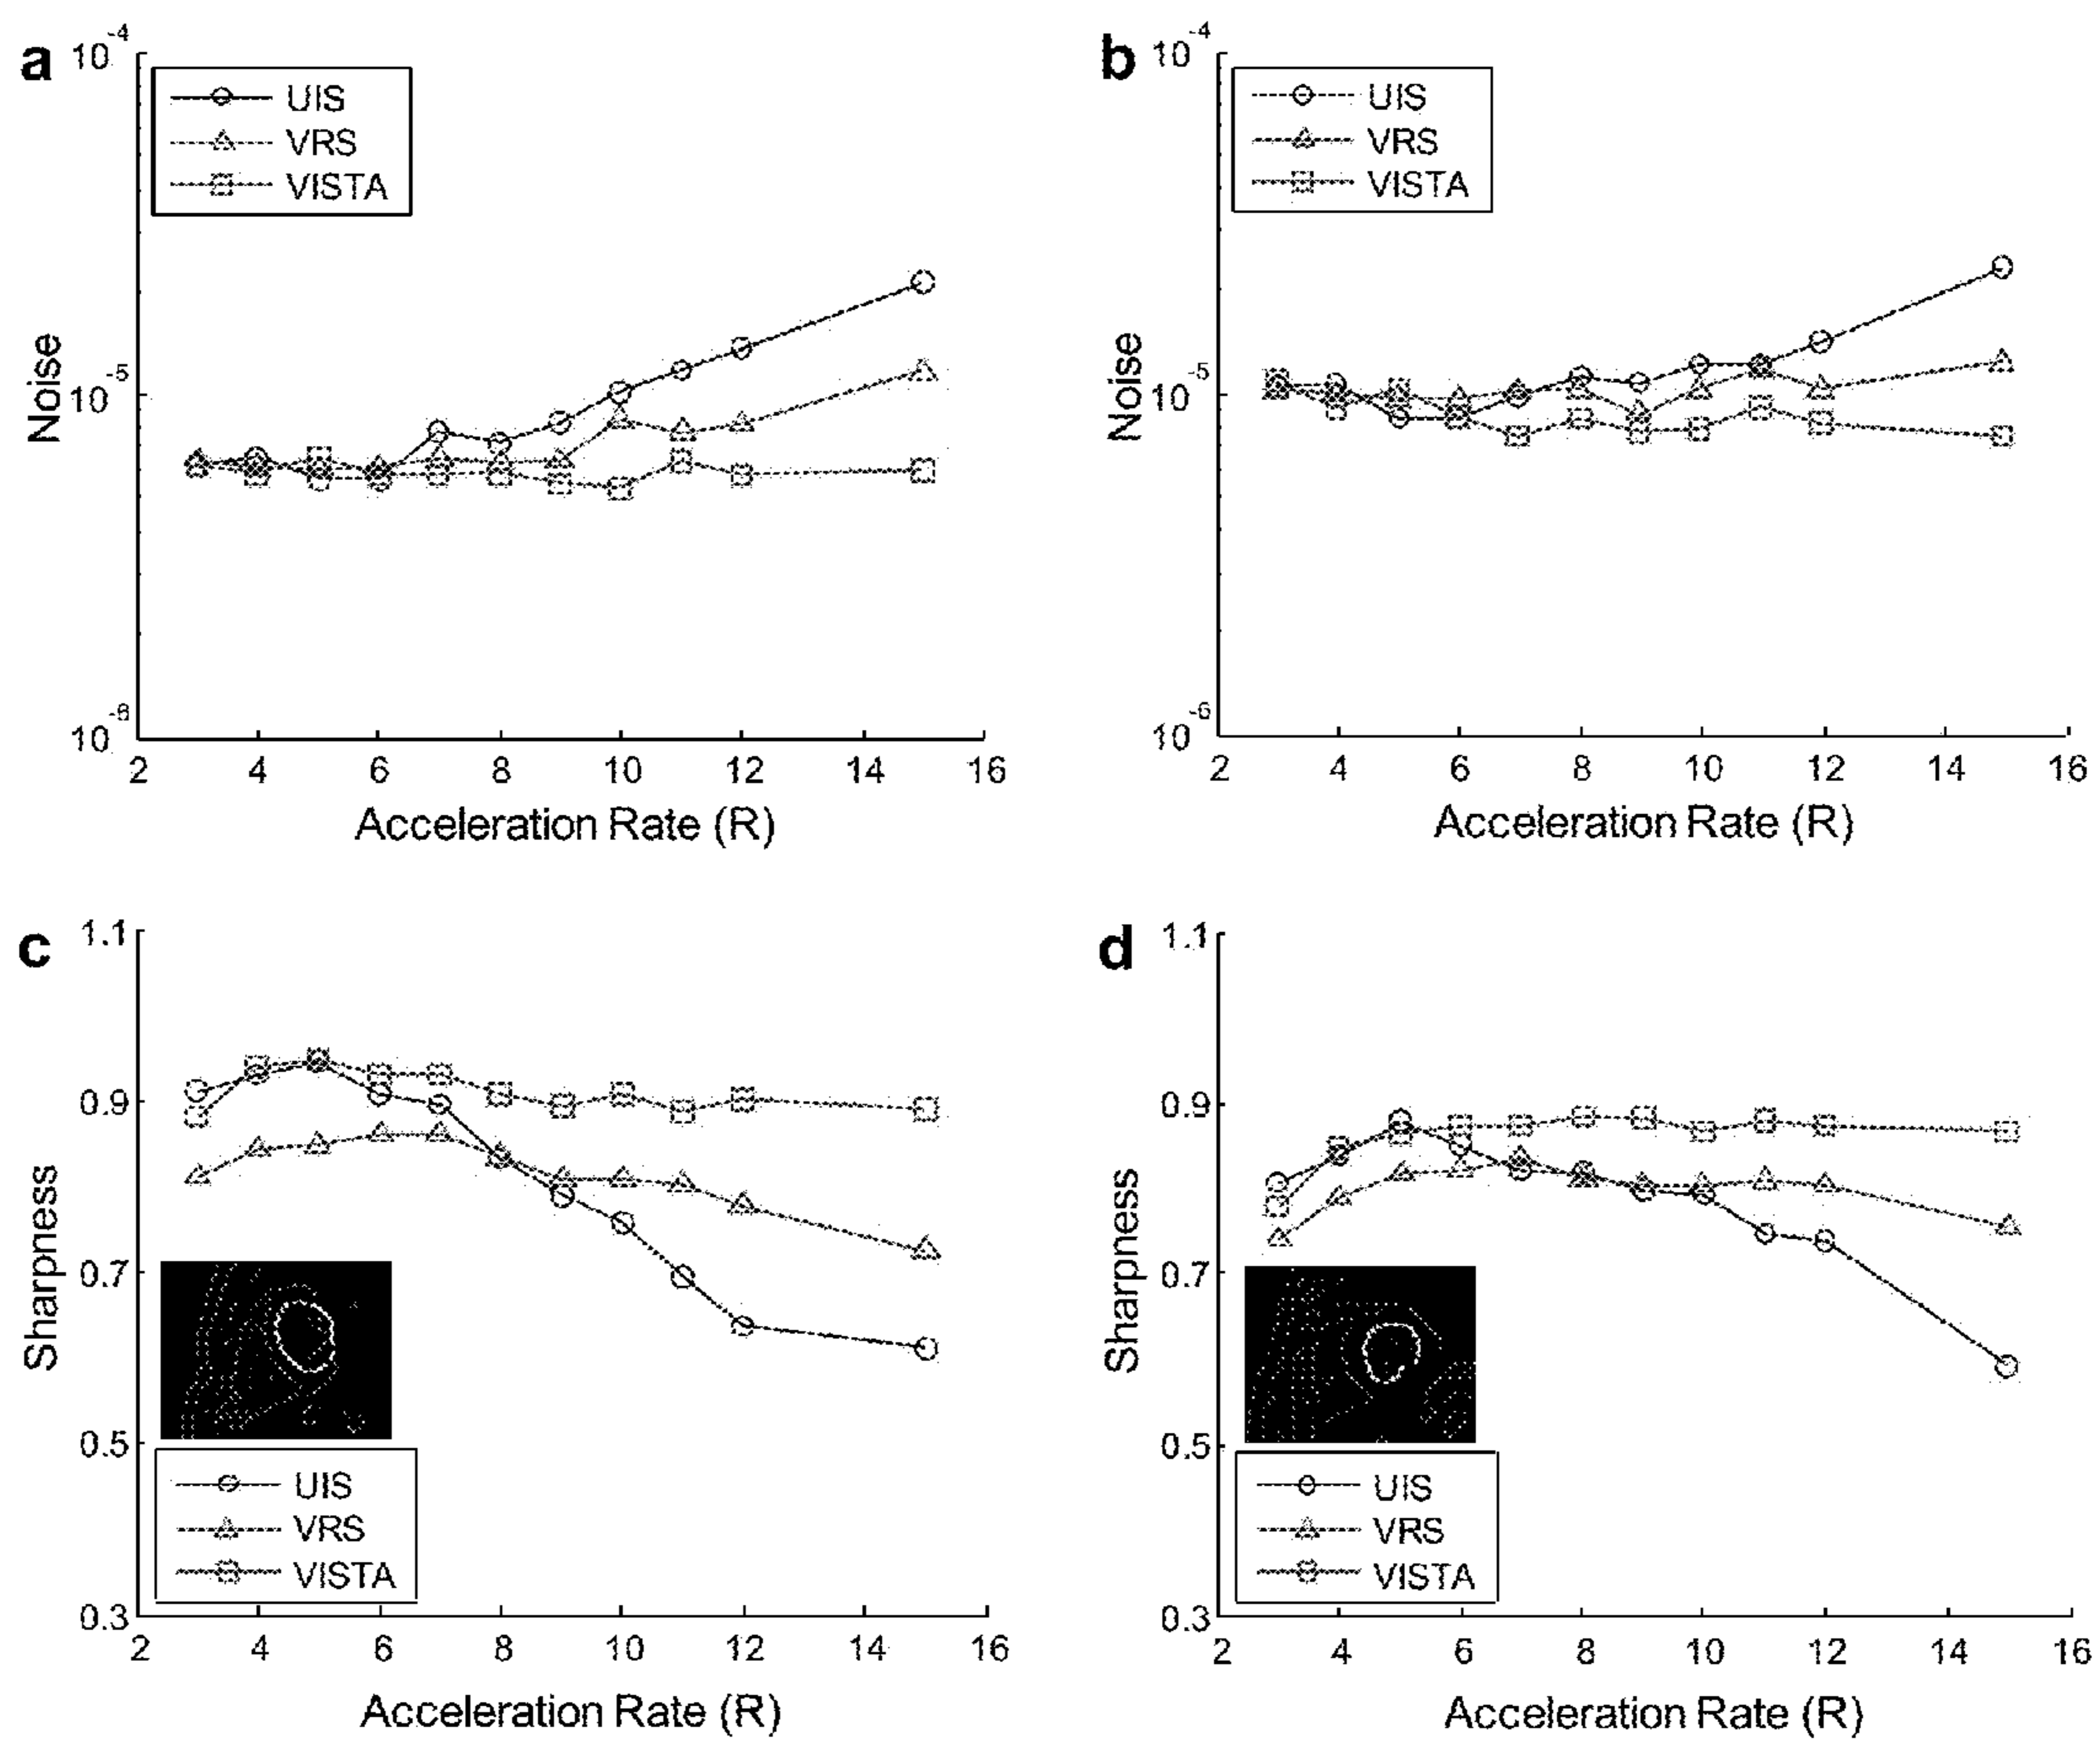 a
10^-4
UIS
VRS
VISTA
Noise
10^-5
10^-6
2 4 6 8 10 12 14 16
Acceleration Rate (R)
b
10^-4
UIS
VRS
VISTA
Noise
10^-5
10^-6
2 4 6 8 10 12 14 16
Acceleration Rate (R)
c
1.1
0.9
Sharpness
0.7
0.5
UIS
VRS
VISTA
0.3
2 4 6 8 10 12 14 16
Acceleration Rate (R)
d
1.1
0.9
Sharpness
0.7
0.5
UIS
VRS
VISTA
0.3
2 4 6 8 10 12 14 16
Acceleration Rate (R)